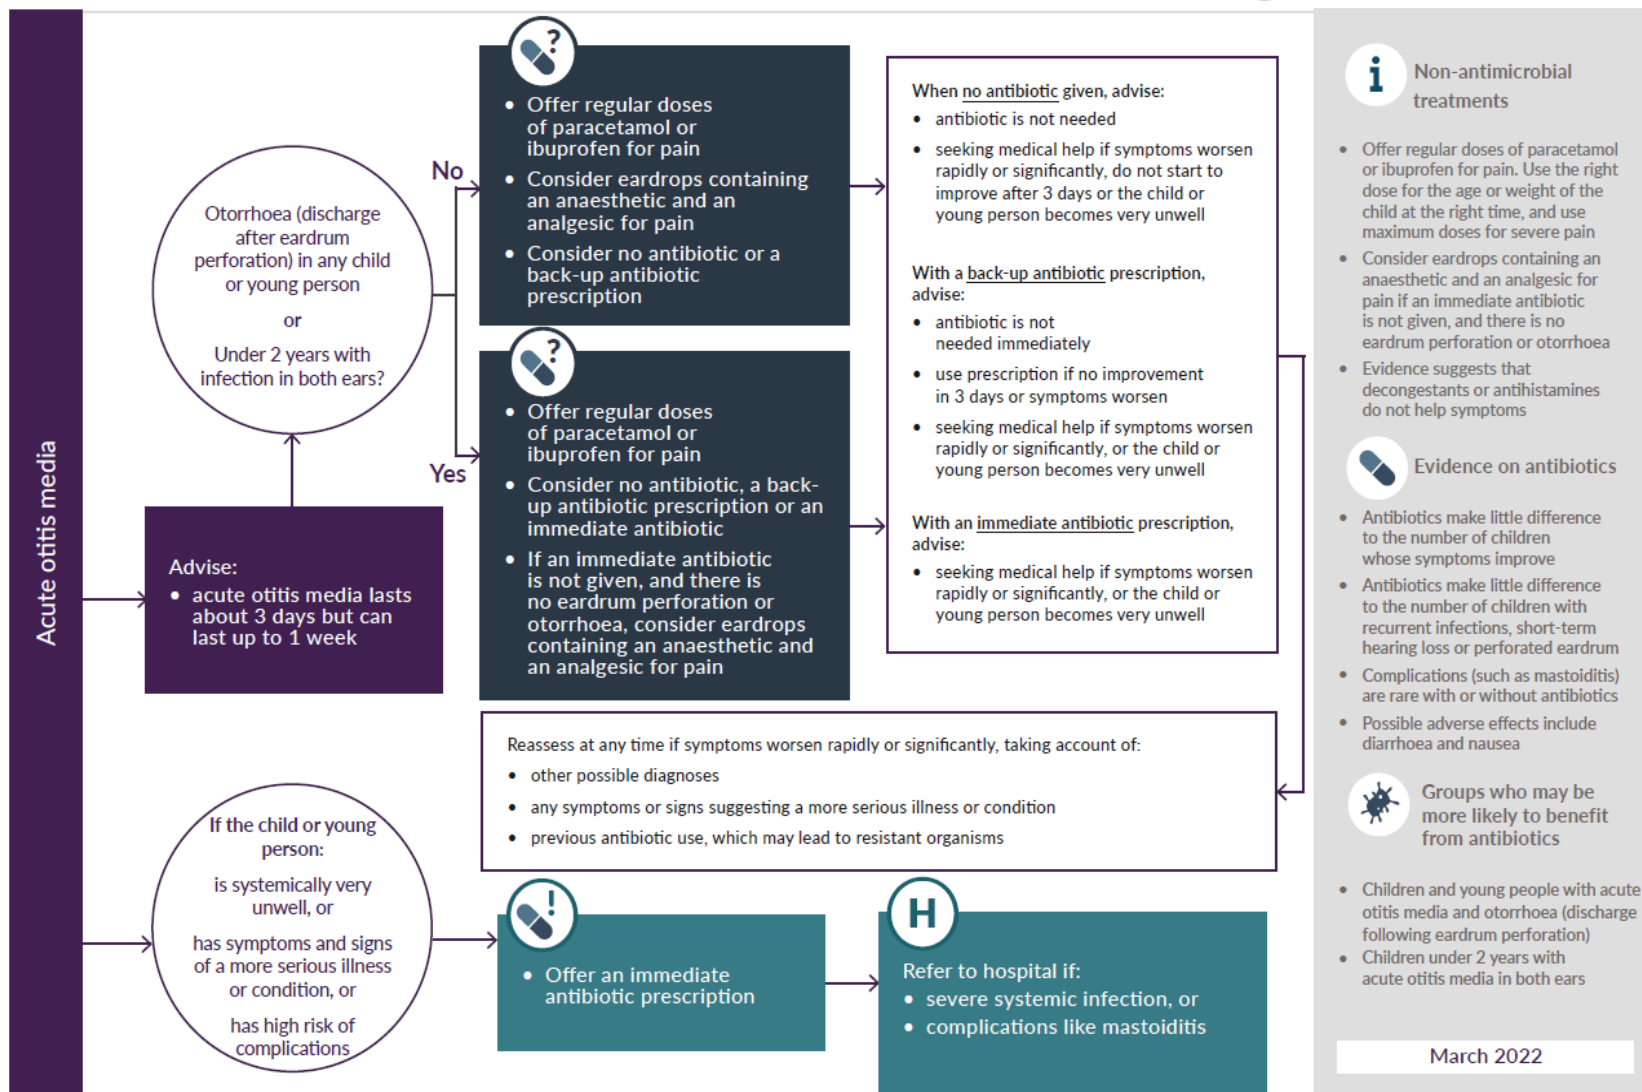 Acute otitis media
Advise:
• acute otitis media lasts
about 3 days but can
last up to 1 week
Otorrhoea (discharge
after eardrum
perforation) in any child
or young person
or
Under 2 years with
infection in both ears?
No
?
• Offer regular doses
of paracetamol or
ibuprofen for pain
• Consider eardrops containing
an anaesthetic and an
analgesic for pain
• Consider no antibiotic or a
back-up antibiotic
prescription
Yes
?
• Offer regular doses
of paracetamol or
ibuprofen for pain
• Consider no antibiotic, a back-
up antibiotic prescription or an
immediate antibiotic
• If an immediate antibiotic
is not given, and there is
no eardrum perforation or
otorrhoea, consider eardrops
containing an anaesthetic and
an analgesic for pain
When no antibiotic given, advise:
• antibiotic is not needed
• seeking medical help if symptoms worsen
rapidly or significantly, do not start to
improve after 3 days or the child or
young person becomes very unwell
With a back-up antibiotic prescription,
advise:
• antibiotic is not
needed immediately
• use prescription if no improvement
in 3 days or symptoms worsen
• seeking medical help if symptoms worsen
rapidly or significantly, or the child or
young person becomes very unwell
With an immediate antibiotic prescription,
advise:
• seeking medical help if symptoms worsen
rapidly or significantly, or the child or
young person becomes very unwell
Reassess at any time if symptoms worsen rapidly or significantly, taking account of:
• other possible diagnoses
• any symptoms or signs suggesting a more serious illness or condition
• previous antibiotic use, which may lead to resistant organisms
If the child or young
person:
is systemically very
unwell, or
has symptoms and signs
of a more serious illness
or condition, or
has high risk of
complications
!
• Offer an immediate
antibiotic prescription
H
Refer to hospital if:
• severe systemic infection, or
• complications like mastoiditis
i
Non-antimicrobial
treatments
• Offer regular doses of paracetamol
or ibuprofen for pain. Use the right
dose for the age or weight of the
child at the right time, and use
maximum doses for severe pain
• Consider eardrops containing an
anaesthetic and an analgesic for
pain if an immediate antibiotic
is not given, and there is no
eardrum perforation or otorrhoea
• Evidence suggests that
decongestants or antihistamines
do not help symptoms
Evidence on antibiotics
• Antibiotics make little difference
to the number of children
whose symptoms improve
• Antibiotics make little difference
to the number of children with
recurrent infections, short-term
hearing loss or perforated eardrum
• Complications (such as mastoiditis)
are rare with or without antibiotics
• Possible adverse effects include
diarrhoea and nausea
Groups who may be
more likely to benefit
from antibiotics
• Children and young people with acute
otitis media and otorrhoea (discharge
following eardrum perforation)
• Children under 2 years with
acute otitis media in both ears
March 2022